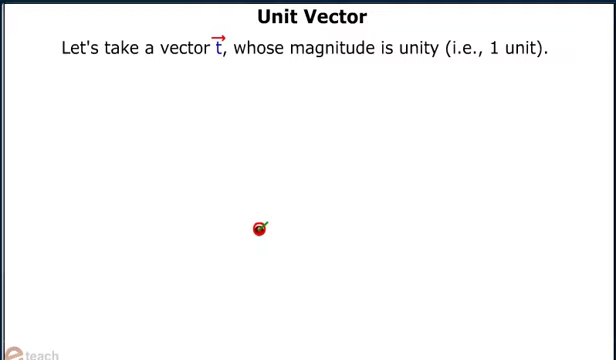 Unit Vector
Let's take a vector t⃗, whose magnitude is unity (i.e., 1 unit).
e teach